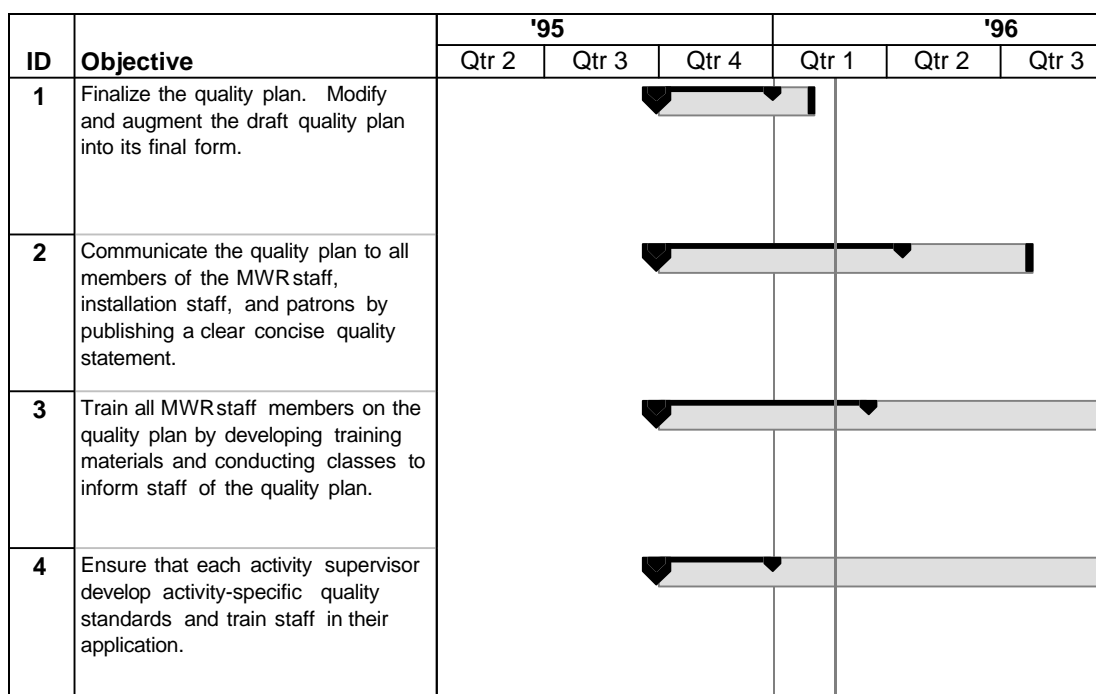 '95 '96
ID Objective Qtr 2 Qtr 3 Qtr 4 Qtr 1 Qtr 2 Qtr 3
1 Finalize the quality plan. Modify
and augment the draft quality plan
into its final form.
2 Communicate the quality plan to all
members of the MWR staff,
installation staff, and patrons by
publishing a clear concise quality
statement.
3 Train all MWR staff members on the
quality plan by developing training
materials and conducting classes to
inform staff of the quality plan.
4 Ensure that each activity supervisor
develop activity-specific quality
standards and train staff in their
application.